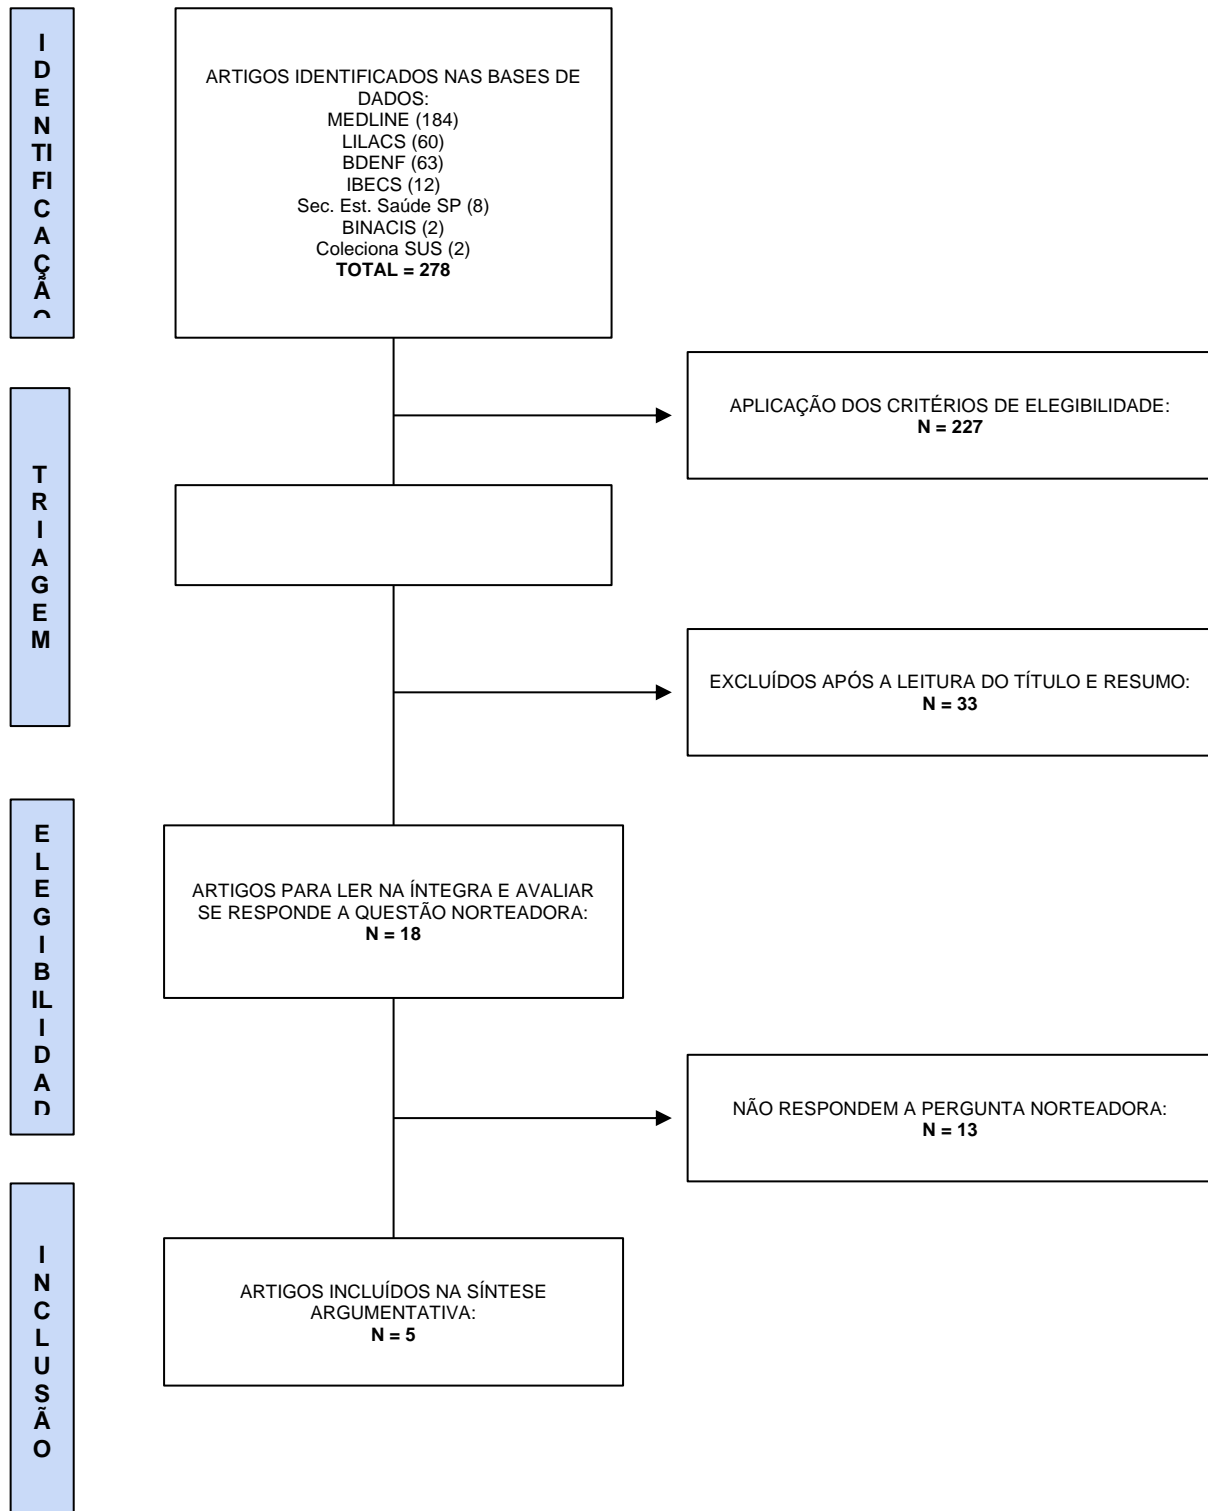 I
D
E
N
TI
FI
C
A
Ç
Ã
O
ARTIGOS IDENTIFICADOS NAS BASES DE
DADOS:
MEDLINE (184)
LILACS (60)
BDENF (63)
IBECS (12)
Sec. Est. Saúde SP (8)
BINACIS (2)
Coleciona SUS (2)
TOTAL = 278
APLICAÇÃO DOS CRITÉRIOS DE ELEGIBILIDADE:
N = 227
T
R
I
A
G
E
M
EXCLUÍDOS APÓS A LEITURA DO TÍTULO E RESUMO:
N = 33
E
L
E
G
I
B
IL
I
D
A
D
ARTIGOS PARA LER NA ÍNTEGRA E AVALIAR
SE RESPONDE A QUESTÃO NORTEADORA:
N = 18
NÃO RESPONDEM A PERGUNTA NORTEADORA:
N = 13
I
N
C
L
U
S
Ã
O
ARTIGOS INCLUÍDOS NA SÍNTESE
ARGUMENTATIVA:
N = 5